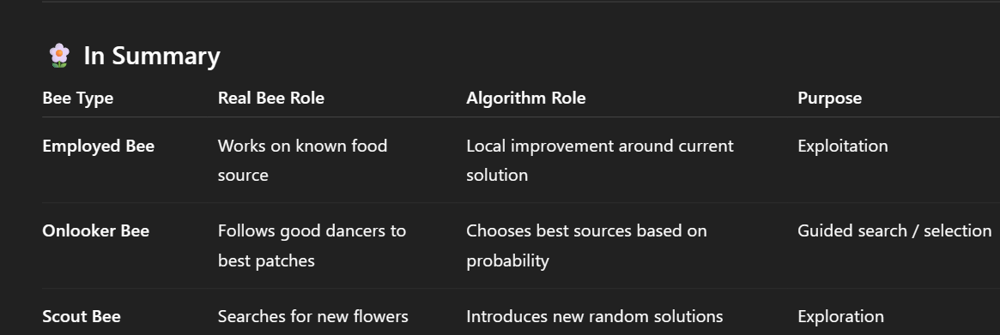 In Summary
Bee Type Real Bee Role Algorithm Role Purpose
Employed Bee Works on known food source Local improvement around current solution Exploitation
Onlooker Bee Follows good dancers to best patches Chooses best sources based on probability Guided search / selection
Scout Bee Searches for new flowers Introduces new random solutions Exploration